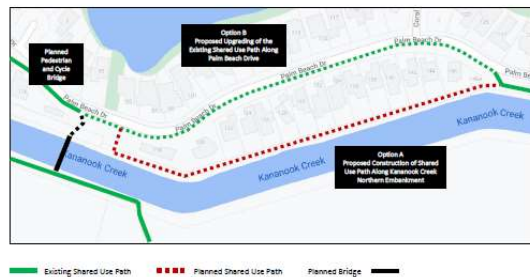 Option B
Proposed Upgrading of the
Existing Shared Use Path Along
Palm Beach Drive
Planned
Pedestrian
and Cycle
Bridge
Coral
Palm Beach Dr
Palm Beach Dr
Palm Beach Dr
Palm B
Kananook Creek
Kananook Creek
Kananook Creek
Option A
Proposed Construction of Shared
Use Path Along Kananook Creek
Northern Embankment
Existing Shared Use Path
Planned Shared Use Path
Planned Bridge